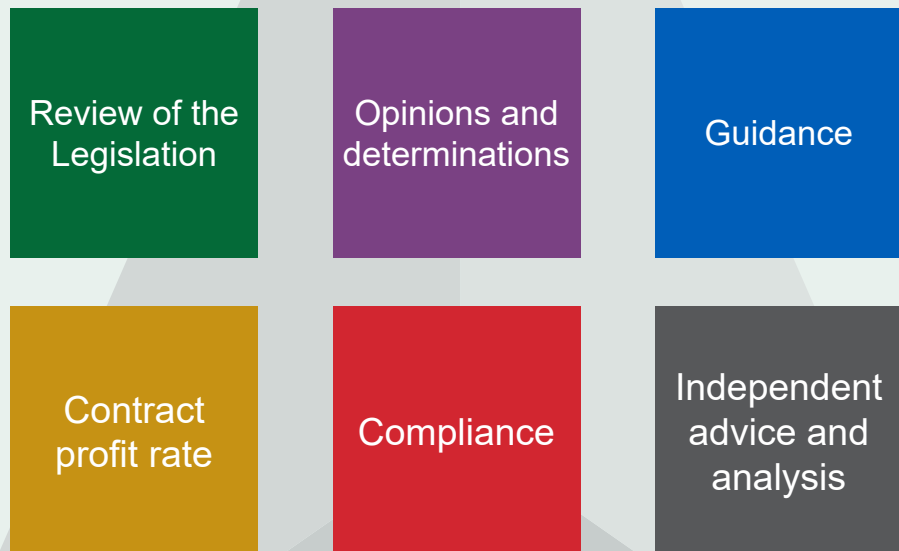 Review of the
Legislation
Opinions and
determinations
Guidance
Contract
profit rate
Compliance
Independent
advice and
analysis